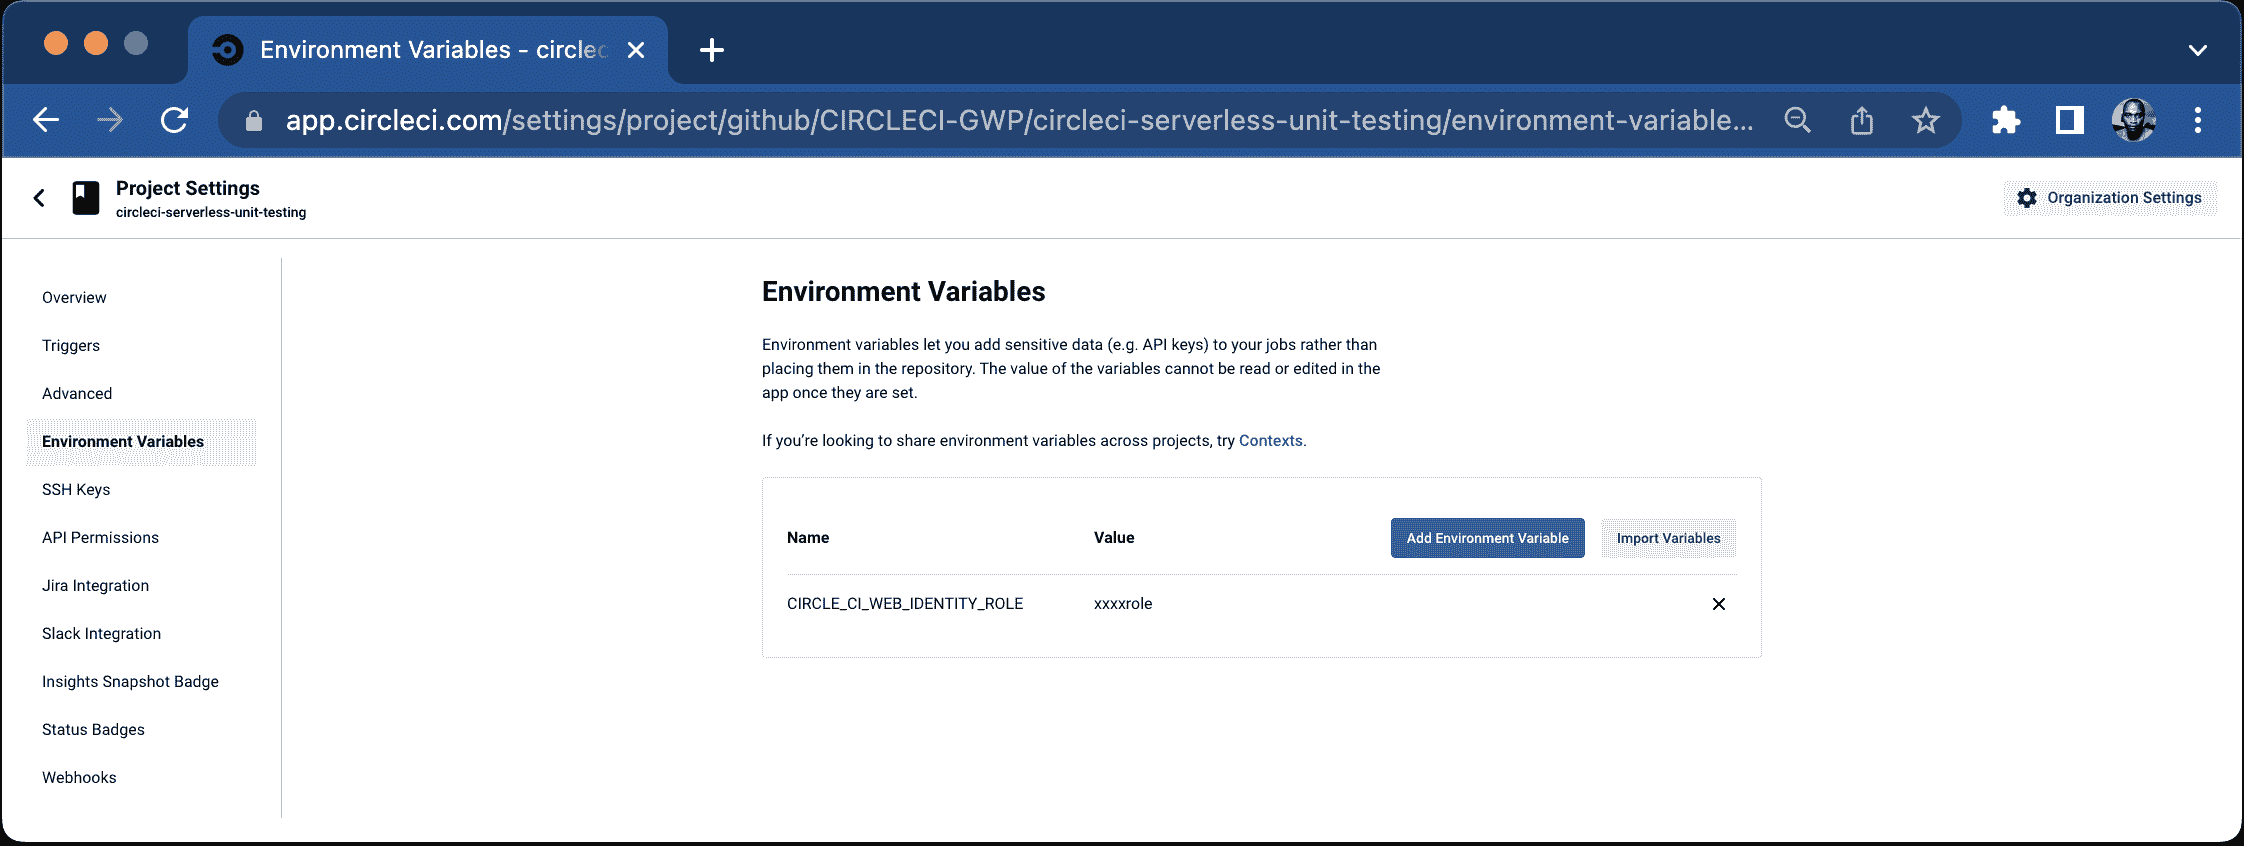 Environment Variables - circlec
app.circleci.com/settings/project/github/CIRCLECI-GWP/circleci-serverless-unit-testing/environment-variable...
Project Settings
circleci-serverless-unit-testing
Organization Settings
Overview
Triggers
Advanced
Environment Variables
SSH Keys
API Permissions
Jira Integration
Slack Integration
Insights Snapshot Badge
Status Badges
Webhooks
Environment Variables
Environment variables let you add sensitive data (e.g. API keys) to your jobs rather than
placing them in the repository. The value of the variables cannot be read or edited in the
app once they are set.
If you’re looking to share environment variables across projects, try Contexts.
Name Value Add Environment Variable Import Variables
CIRCLE_CI_WEB_IDENTITY_ROLE xxxxrole